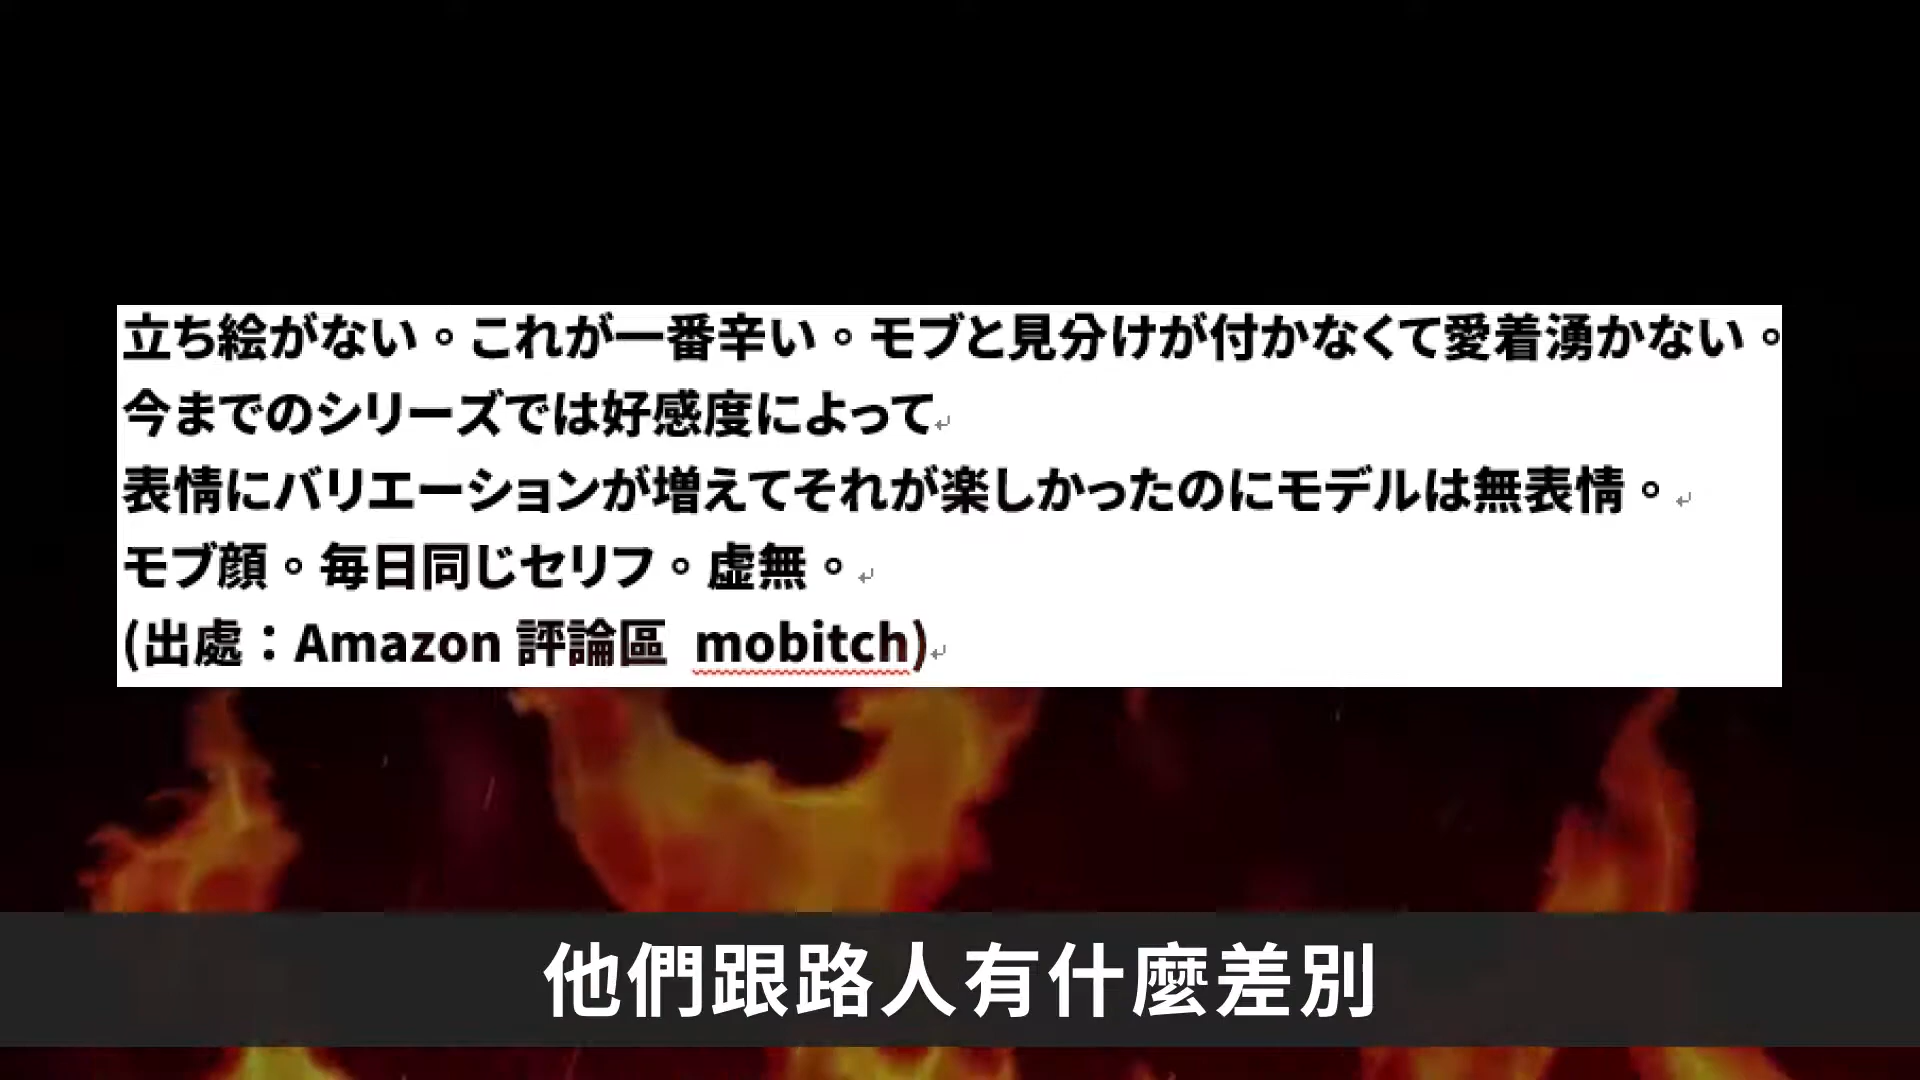 立ち絵がない。これが一番辛い。モブと見分けが付かなくて愛着湧かない。
今までのシリーズでは好感度によって
表情にバリエーションが増えてそれが楽しかったのにモデルは無表情。
モブ顔。毎日同じセリフ。虚無。
(出處：Amazon 評論區 mobitch)
他們跟路人有什麼差別